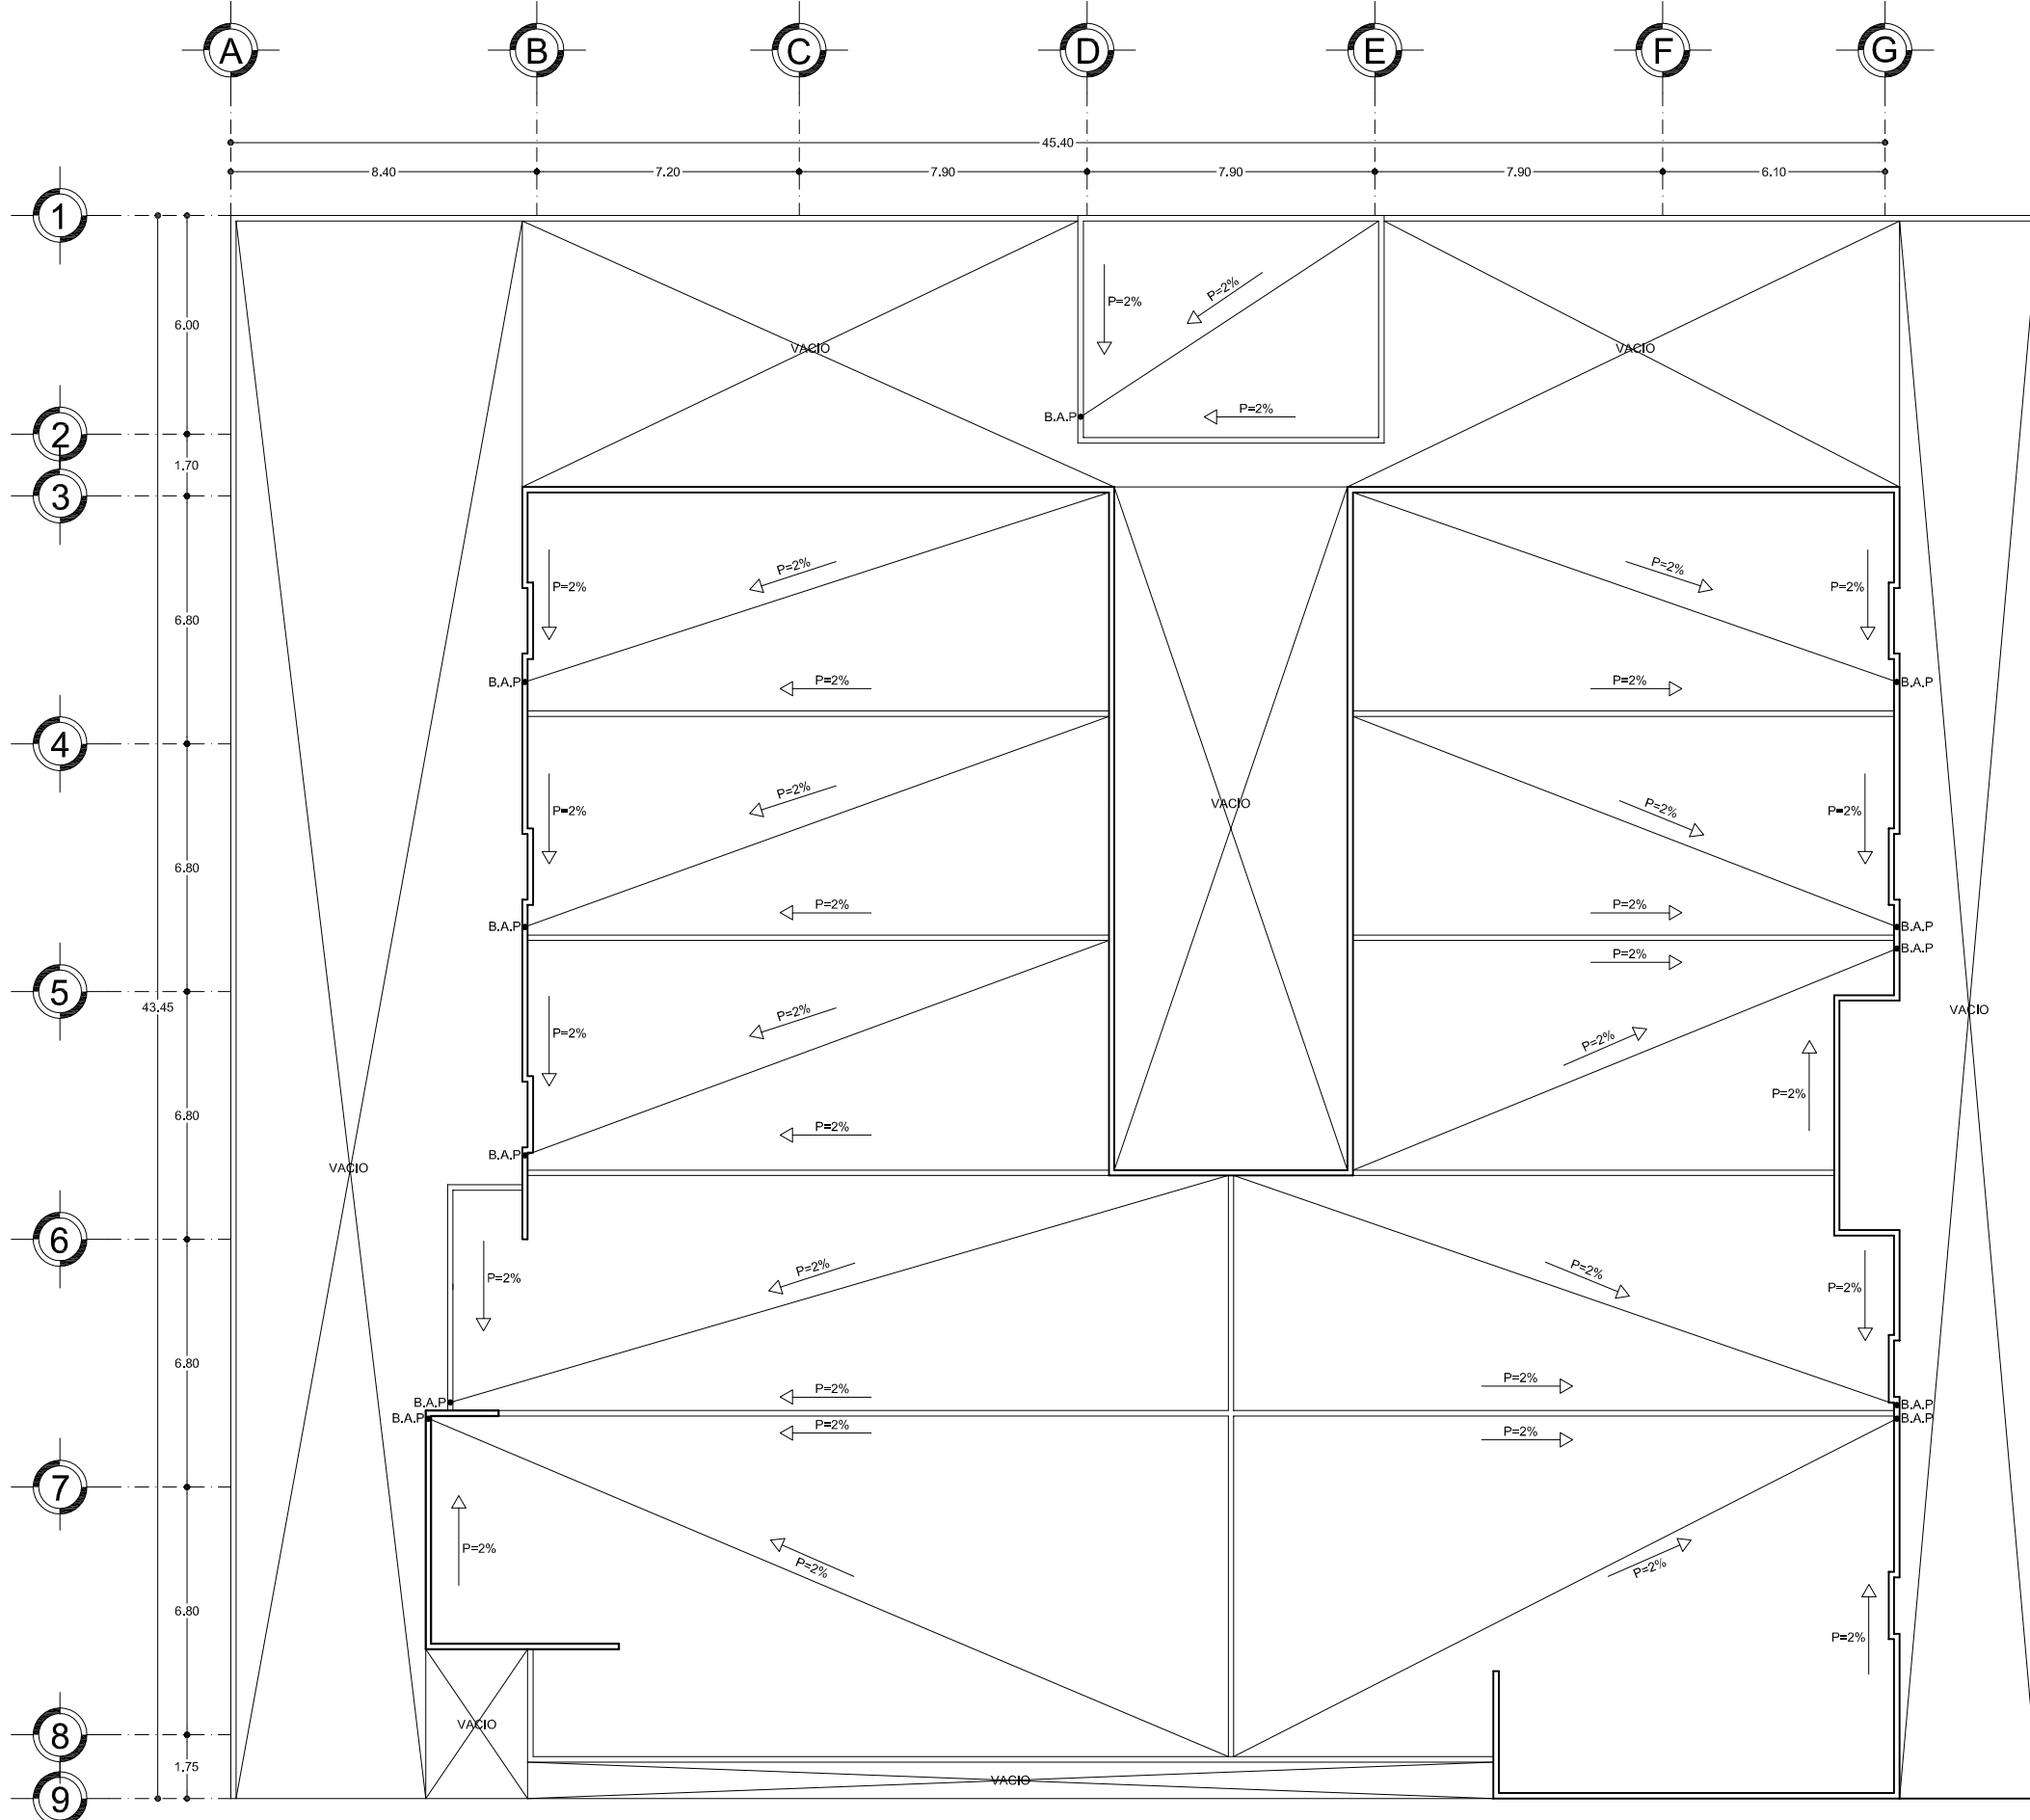 A B C D E F G
45.40
8.40 7.20 7.90 7.90 7.90 6.10
1
P=2%
P=2%
6.00
VACIO
VACIO
P=2%
B.A.P
2
1.70
3
P=2%
P=2%
P=2%
P=2%
6.80
B.A.P
P=2%
P=2%
B.A.P
4
P=2%
P=2%
VACIO
P=2%
P=2%
6.80
P=2%
P=2%
B.A.P
B.A.P
B.A.P
P=2%
5
43.45
VACIO
P=2%
P=2%
P=2%
P=2%
6.80
P=2%
B.A.P
VACIO
6
P=2%
P=2%
P=2%
P=2%
6.80
P=2%
P=2%
B.A.P
B.A.P
B.A.P
B.A.P
P=2%
P=2%
7
P=2%
P=2%
P=2%
6.80
P=2%
VACIO
8
1.75
VACIO
9